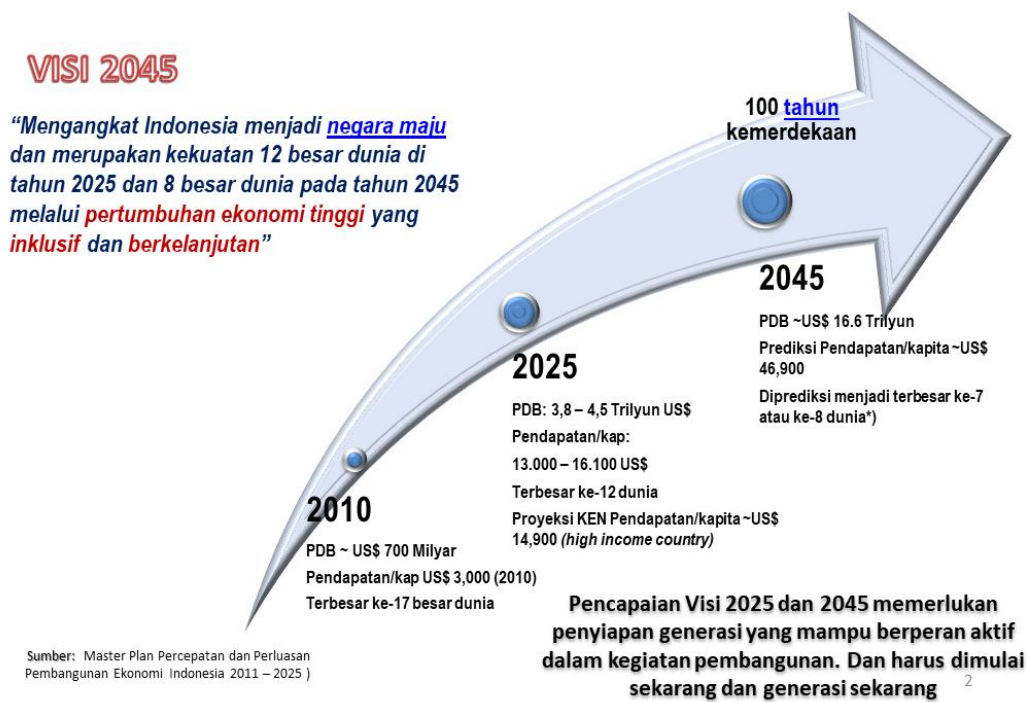 VISI 2045
“Mengangkat Indonesia menjadi negara maju
dan merupakan kekuatan 12 besar dunia di
tahun 2025 dan 8 besar dunia pada tahun 2045
melalui pertumbuhan ekonomi tinggi yang
inklusif dan berkelanjutan”
100 tahun
kemerdekaan
2045
PDB ~US$ 16.6 Trilyun
Prediksi Pendapatan/kapita ~US$
46,900
Diprediksi menjadi terbesar ke-7
atau ke-8 dunia*)
2025
PDB: 3,8 – 4,5 Trilyun US$
Pendapatan/kap:
13.000 – 16.100 US$
Terbesar ke-12 dunia
Proyeksi KEN Pendapatan/kapita ~US$
14,900 (high income country)
2010
PDB ~ US$ 700 Milyar
Pendapatan/kap US$ 3,000 (2010)
Terbesar ke-17 besar dunia
Pencapaian Visi 2025 dan 2045 memerlukan
penyiapan generasi yang mampu berperan aktif
dalam kegiatan pembangunan. Dan harus dimulai
sekarang dan generasi sekarang
2
Sumber: Master Plan Percepatan dan Perluasan
Pembangunan Ekonomi Indonesia 2011 – 2025 )